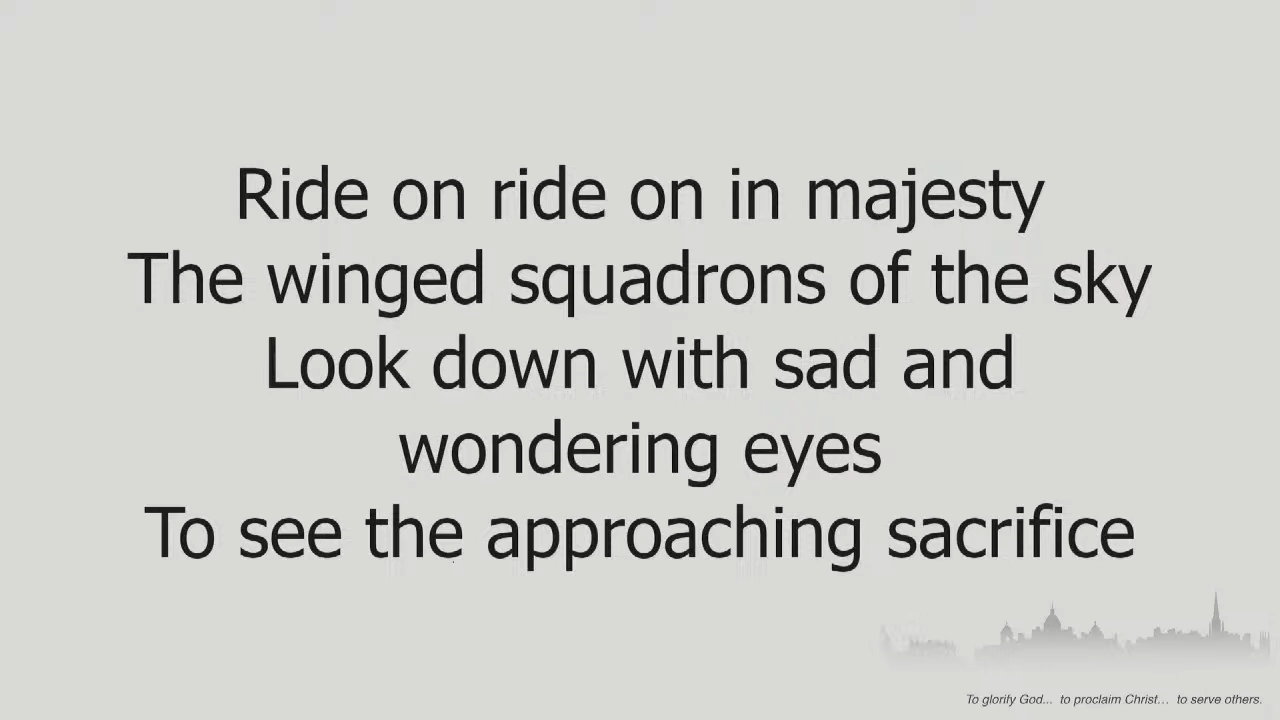 Ride on ride on in majesty
The winged squadrons of the sky
Look down with sad and
wondering eyes
To see the approaching sacrifice
To glorify God... to proclaim Christ... to serve others.